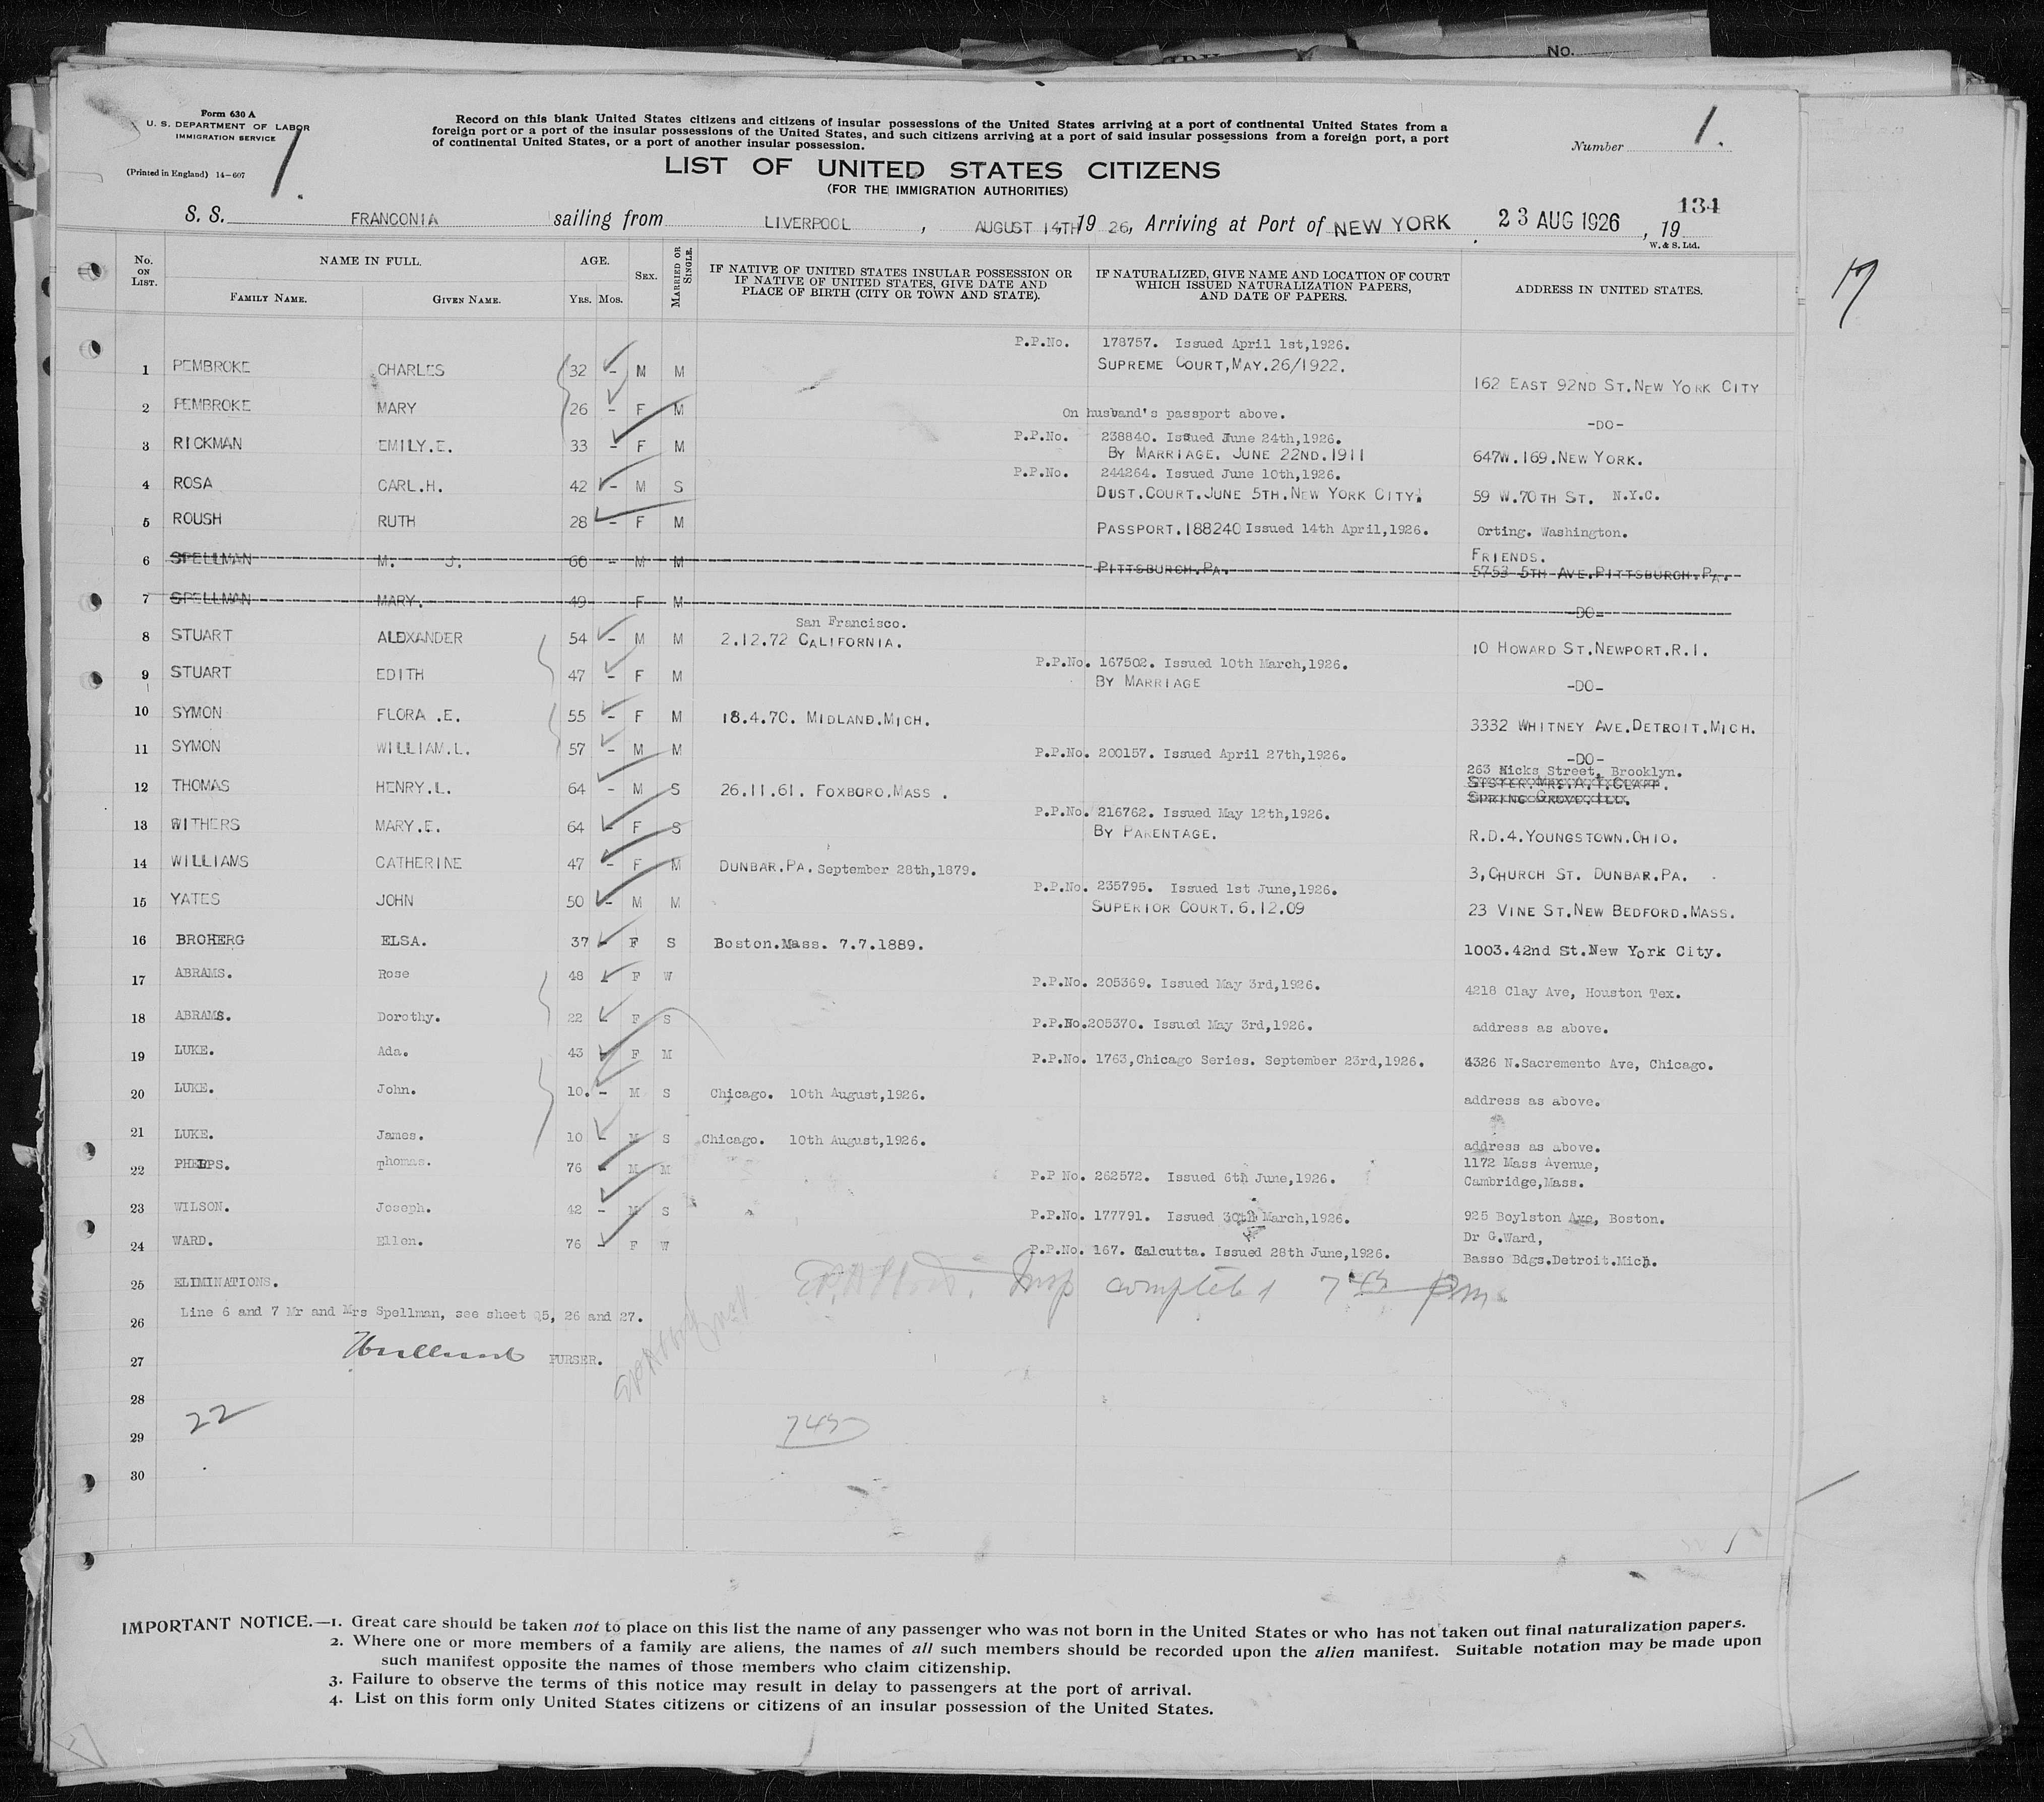 No.
Form 630 A
U. S. DEPARTMENT OF LABOR
IMMIGRATION SERVICE
(Printed in England) 14-607
1.
Record on this blank United States citizens and citizens of insular possessions of the United States arriving at a port of continental United States from a
foreign port or a port of the insular possessions of the United States, and such citizens arriving at a port of said insular possessions from a foreign port, a port
of continental United States, or a port of another insular possession.
LIST OF UNITED STATES CITIZENS
(FOR THE IMMIGRATION AUTHORITIES)
Number 1.
134
S. S. FRANCONIA sailing from LIVERPOOL, AUGUST 14TH 19 26, Arriving at Port of NEW YORK 23 AUG 1926, 19
W. & S. Ltd.
17
No. ON LIST. NAME IN FULL. FAMILY NAME. GIVEN NAME. AGE. YRS. MOS. SEX. MARRIED OR SINGLE. IF NATIVE OF UNITED STATES INSULAR POSSESSION OR IF NATIVE OF UNITED STATES, GIVE DATE AND PLACE OF BIRTH (CITY OR TOWN AND STATE). IF NATURALIZED, GIVE NAME AND LOCATION OF COURT WHICH ISSUED NATURALIZATION PAPERS, AND DATE OF PAPERS. ADDRESS IN UNITED STATES.
P.P.No. 178757. Issued April 1st,1926.
1 PEMBROKE CHARLES 32 - M M SUPREME COURT,MAY.26/1922. 162 EAST 92ND ST.NEW YORK CITY
2 PEMBROKE MARY 26 - F M On husband's passport above. -DO-
P.P.No. 238840. Issued June 24th,1926.
3 RICKMAN EMILY.E. 33 - F M BY MARRIAGE. JUNE 22ND.1911 647W.169.NEW YORK.
P.P.No. 244264. Issued June 10th,1926.
4 ROSA CARL.H. 42 - M S DUST.COURT.JUNE 5TH.NEW YORK CITY. 59 W.70TH ST. N.Y.C.
5 ROUSH RUTH 28 - F M PASSPORT.188240 Issued 14th April,1926. Orting. Washington.
FRIENDS.
6 SPELLMAN M. J. 60 - M M PITTSBURCH.PA. 5753 5TH AVE.PITTSBURCH.PA.
7 SPELLMAN MARY. 49 - F M -DO-
San Francisco.
8 STUART ALEXANDER 54 - M M 2.12.72 CALIFORNIA. 10 HOWARD ST.NEWPORT.R.I.
P.P.No. 167502. Issued 10th March,1926.
9 STUART EDITH 47 - F M BY MARRIAGE -DO-
10 SYMON FLORA .E. 55 - F M 18.4.70. MIDLAND.MICH. 3332 WHITNEY AVE.DETROIT.MICH.
11 SYMON WILLIAM.L. 57 - M M P.P.No. 200157. Issued April 27th,1926. -DO-
263 Hicks Street, Brooklyn.
12 THOMAS HENRY.L. 64 - M S 26.11.61. FOXBORO.MASS. SISTER.MRS.A.T.CLAPP.
SPRING GROVE.ILL.
P.P.No. 216762. Issued May 12th,1926.
13 WITHERS MARY.E. 64 - F S BY PARENTAGE. R.D.4.YOUNGSTOWN.OHIO.
14 WILLIAMS CATHERINE 47 - F M DUNBAR.PA. September 28th,1879. 3,CHURCH ST. DUNBAR.PA.
P.P.No. 235795. Issued 1st June,1926.
15 YATES JOHN 50 - M M SUPERIOR COURT.6.12.09 23 VINE ST.NEW BEDFORD.MASS.
16 BROHERG ELSA. 37 - F S Boston.Mass. 7.7.1889. 1003.42nd St.New York City.
17 ABRAMS. Rose 48 - F W P.P.No. 205369. Issued May 3rd,1926. 4218 Clay Ave, Houston Tex.
18 ABRAMS. Dorothy. 22 - F S P.P.No.205370. Issued May 3rd,1926. address as above.
19 LUKE. Ada. 43 - F M P.P.No. 1763,Chicago Series. September 23rd,1926. 4326 N.Sacremento Ave, Chicago.
20 LUKE. John. 10. - M S Chicago. 10th August,1926. address as above.
21 LUKE. James. 10 - M S Chicago. 10th August,1926. address as above.
22 PHELPS. Thomas. 76 - M M P.P No. 262572. Issued 6th June,1926. 1172 Mass Avenue,
Cambridge,Mass.
23 WILSON. Joseph. 42 - M S P.P.No. 177791. Issued 30th March,1926. 925 Boylston Ave, Boston.
24 WARD. Ellen. 76 - F W P.P.No. 167. Calcutta. Issued 28th June,1926. Dr G.Ward,
Basso Bdgs.Detroit.Mich.
25 ELIMINATIONS.
Insp completed 7 45 pm
26 Line 6 and 7 Mr and Mrs Spellman, see sheet 25, 26 and 27.
27 PURSER.
28
22
745
29
30
IMPORTANT NOTICE.—1. Great care should be taken not to place on this list the name of any passenger who was not born in the United States or who has not taken out final naturalization papers.
2. Where one or more members of a family are aliens, the names of all such members should be recorded upon the alien manifest. Suitable notation may be made upon
such manifest opposite the names of those members who claim citizenship.
3. Failure to observe the terms of this notice may result in delay to passengers at the port of arrival.
4. List on this form only United States citizens or citizens of an insular possession of the United States.